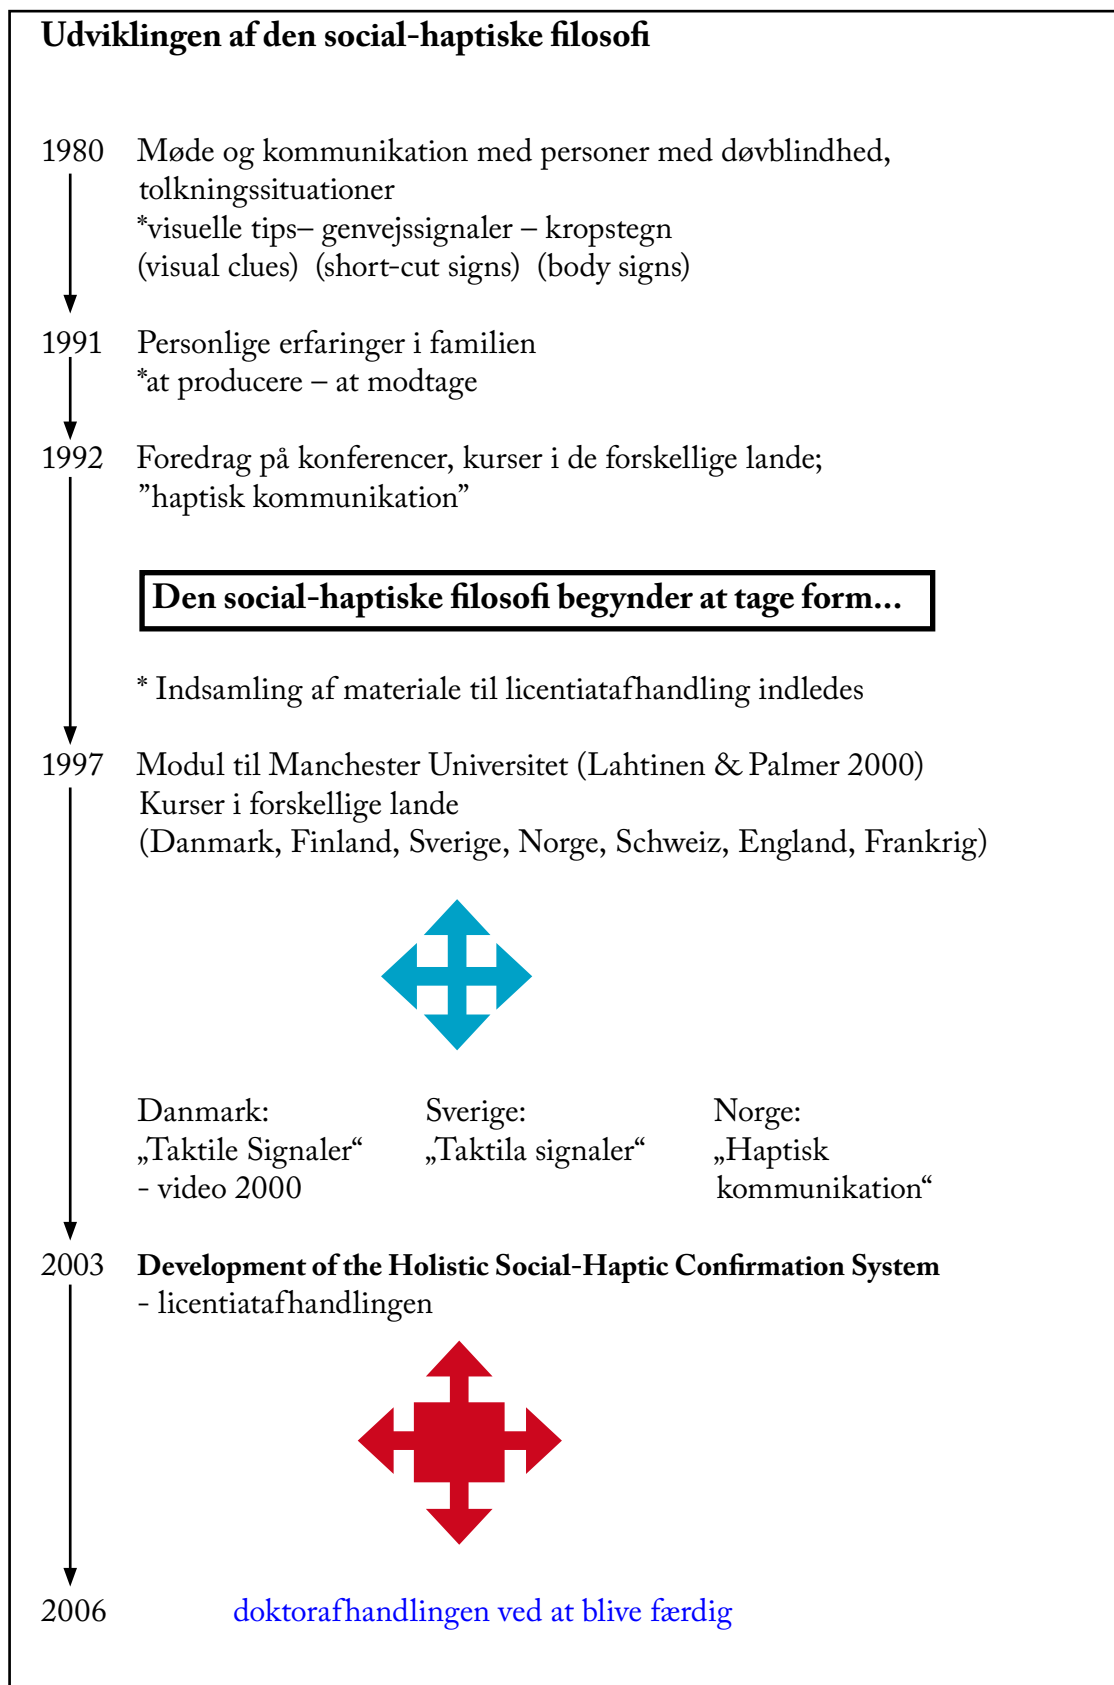 Udviklingen af den social-haptiske filosofi
1980 Møde og kommunikation med personer med døvblindhed,
tolkningssituationer
*visuelle tips– genvejssignaler – kropstegn
(visual clues) (short-cut signs) (body signs)
1991 Personlige erfaringer i familien
*at producere – at modtage
1992 Foredrag på konferencer, kurser i de forskellige lande;
”haptisk kommunikation”
Den social-haptiske filosofi begynder at tage form...
* Indsamling af materiale til licentiatafhandling indledes
1997 Modul til Manchester Universitet (Lahtinen & Palmer 2000)
Kurser i forskellige lande
(Danmark, Finland, Sverige, Norge, Schweiz, England, Frankrig)
Danmark: Sverige: Norge:
„Taktile Signaler“ „Taktila signaler“ „Haptisk
- video 2000 kommunikation“
2003 Development of the Holistic Social-Haptic Confirmation System
- licentiatafhandlingen
2006 doktorafhandlingen ved at blive færdig